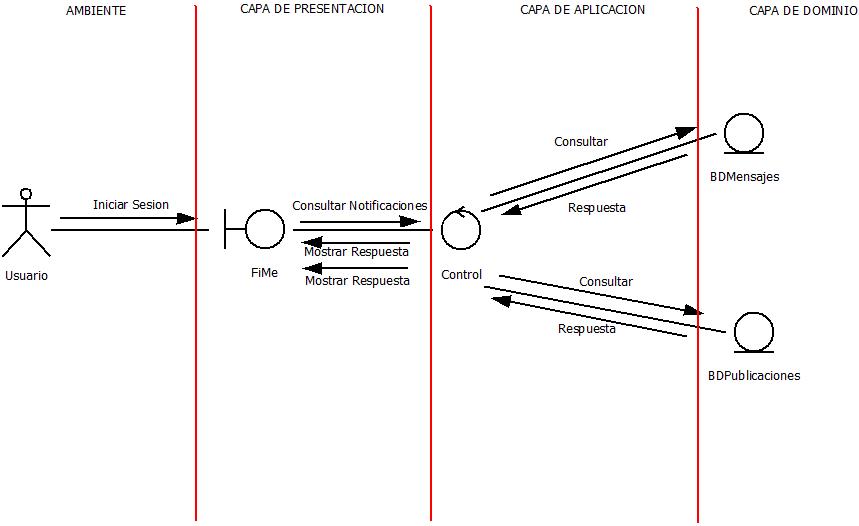 AMBIENTE
CAPA DE PRESENTACION
CAPA DE APLICACION
CAPA DE DOMINIO
Consultar
BDMensajes
Iniciar Sesion
Consultar Notificaciones
Respuesta
Mostrar Respuesta
Usuario
FiMe
Control
Mostrar Respuesta
Consultar
Respuesta
BDPublicaciones